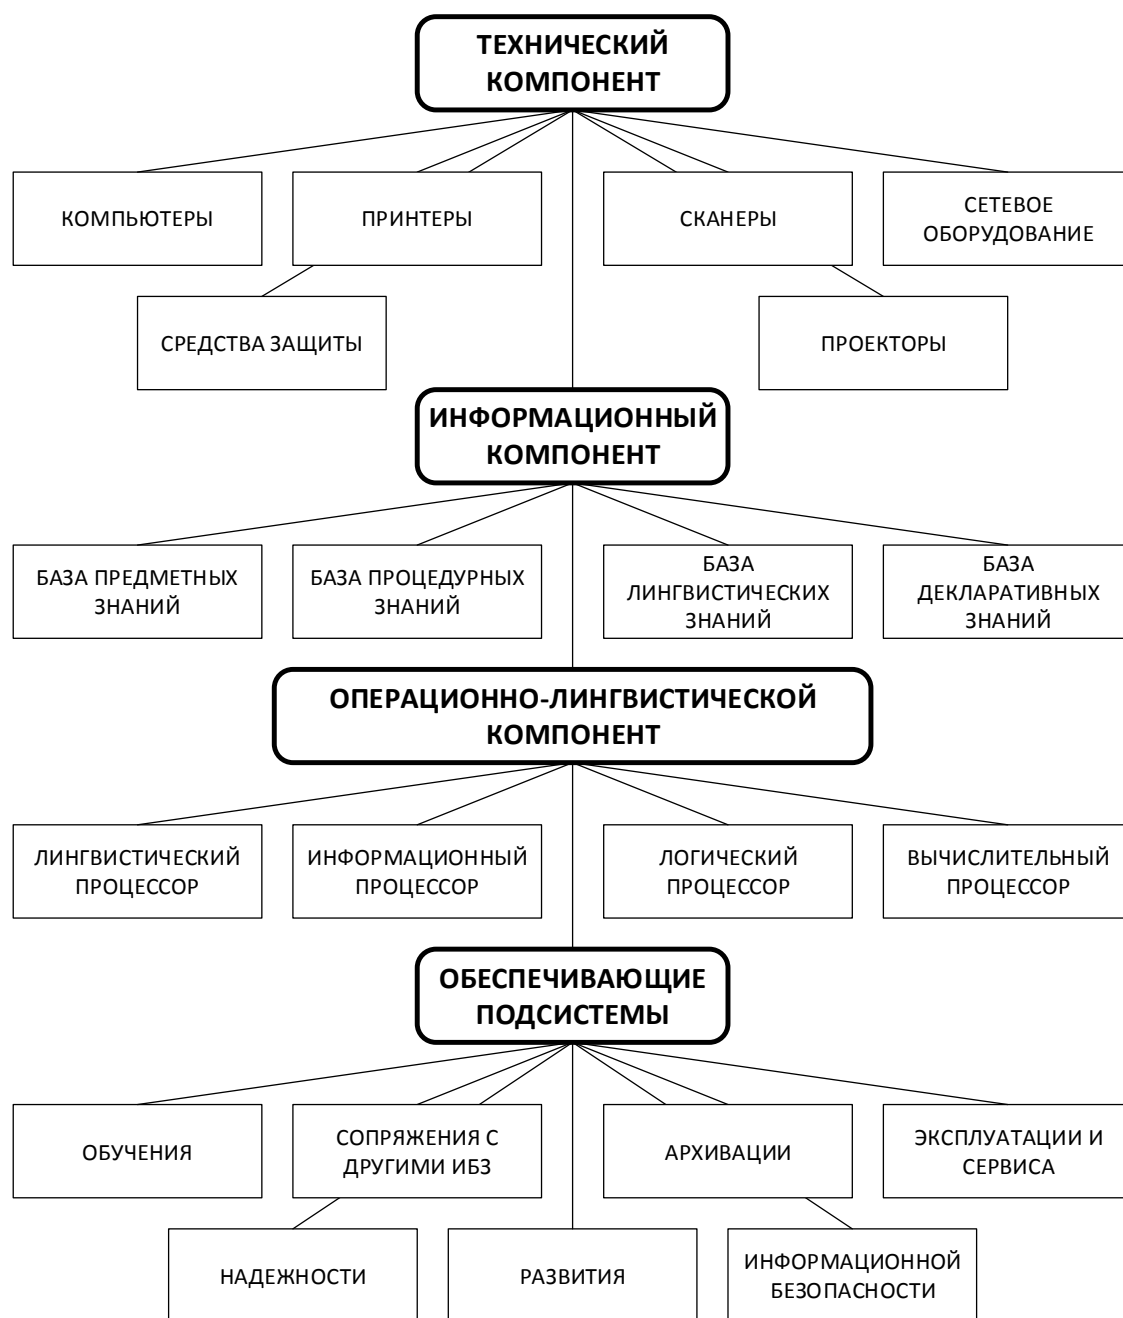 ТЕХНИЧЕСКИЙ
КОМПОНЕНТ
КОМПЬЮТЕРЫ
ПРИНТЕРЫ
СКАНЕРЫ
СЕТЕВОЕ
ОБОРУДОВАНИЕ
СРЕДСТВА ЗАЩИТЫ
ПРОЕКТОРЫ
ИНФОРМАЦИОННЫЙ
КОМПОНЕНТ
БАЗА ПРЕДМЕТНЫХ
ЗНАНИЙ
БАЗА ПРОЦЕДУРНЫХ
ЗНАНИЙ
БАЗА
ЛИНГВИСТИЧЕСКИХ
ЗНАНИЙ
БАЗА
ДЕКЛАРАТИВНЫХ
ЗНАНИЙ
ОПЕРАЦИОННО-ЛИНГВИСТИЧЕСКОЙ
КОМПОНЕНТ
ЛИНГВИСТИЧЕСКИЙ
ПРОЦЕССОР
ИНФОРМАЦИОННЫЙ
ПРОЦЕССОР
ЛОГИЧЕСКИЙ
ПРОЦЕССОР
ВЫЧИСЛИТЕЛЬНЫЙ
ПРОЦЕССОР
ОБЕСПЕЧИВАЮЩИЕ
ПОДСИСТЕМЫ
ОБУЧЕНИЯ
СОПРЯЖЕНИЯ С
ДРУГИМИ ИБЗ
АРХИВАЦИИ
ЭКСПЛУАТАЦИИ И
СЕРВИСА
НАДЕЖНОСТИ
РАЗВИТИЯ
ИНФОРМАЦИОННОЙ
БЕЗОПАСНОСТИ